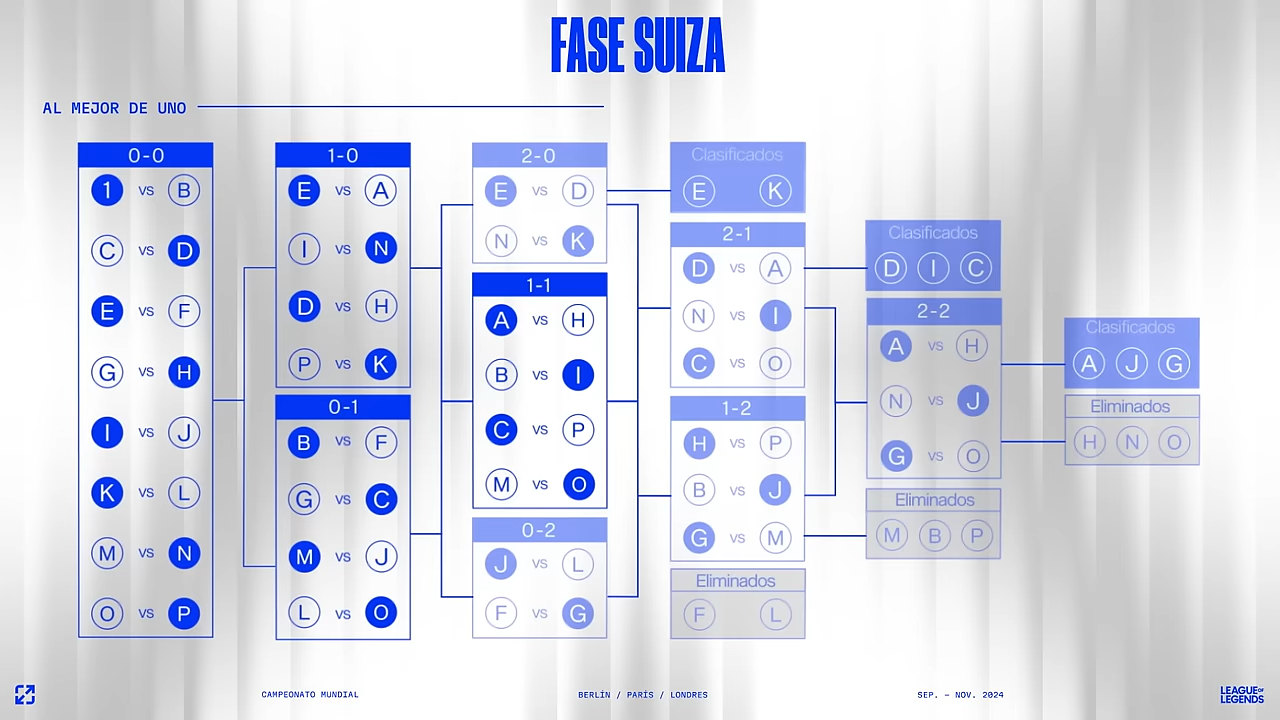 FASE SUIZA
AL MEJOR DE UNO
0-0
1 VS B
C VS D
E VS F
G VS H
I VS J
K VS L
M VS N
O VS P
1-0
E VS A
I VS N
D VS H
P VS K
0-1
B VS F
G VS C
M VS J
L VS O
2-0
E VS D
N VS K
1-1
A VS H
B VS I
C VS P
M VS O
0-2
J VS L
F VS G
Clasificados
E K
2-1
D VS A
N VS I
C VS O
1-2
H VS P
B VS J
G VS M
Eliminados
F L
Clasificados
D I C
2-2
A VS H
N VS J
G VS O
Eliminados
M B P
Clasificados
A J G
Eliminados
H N O
CAMPEONATO MUNDIAL
BERLÍN / PARÍS / LONDRES
SEP. – NOV. 2024
LEAGUE OF
LEGENDS